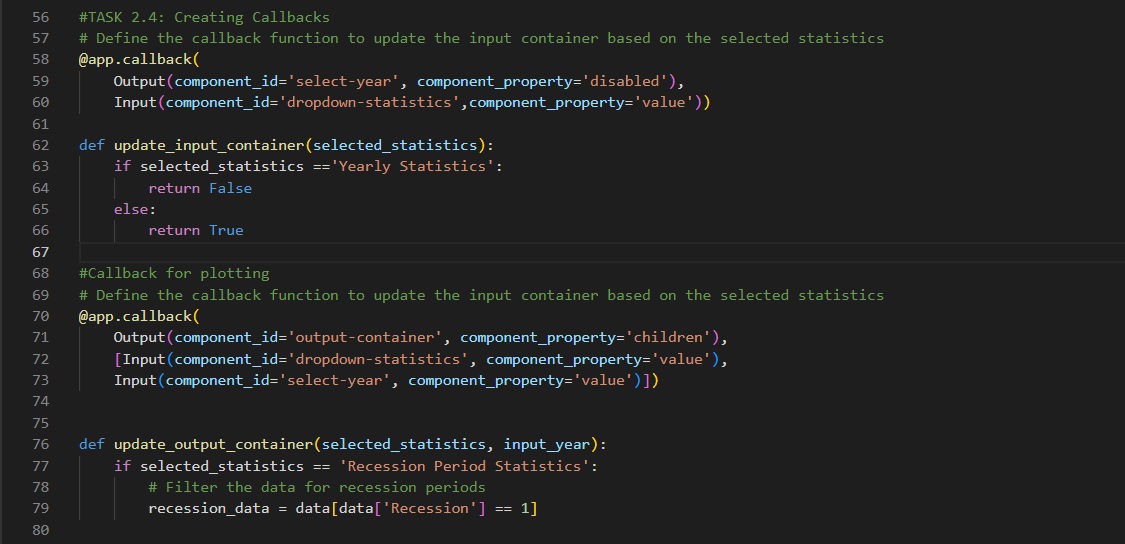 56 #TASK 2.4: Creating Callbacks
57 # Define the callback function to update the input container based on the selected statistics
58 @app.callback(
59     Output(component_id='select-year', component_property='disabled'),
60     Input(component_id='dropdown-statistics',component_property='value'))
61
62 def update_input_container(selected_statistics):
63     if selected_statistics =='Yearly Statistics':
64         return False
65     else:
66         return True
67
68 #Callback for plotting
69 # Define the callback function to update the input container based on the selected statistics
70 @app.callback(
71     Output(component_id='output-container', component_property='children'),
72     [Input(component_id='dropdown-statistics', component_property='value'),
73     Input(component_id='select-year', component_property='value')])
74
75
76 def update_output_container(selected_statistics, input_year):
77     if selected_statistics == 'Recession Period Statistics':
78         # Filter the data for recession periods
79         recession_data = data[data['Recession'] == 1]
80